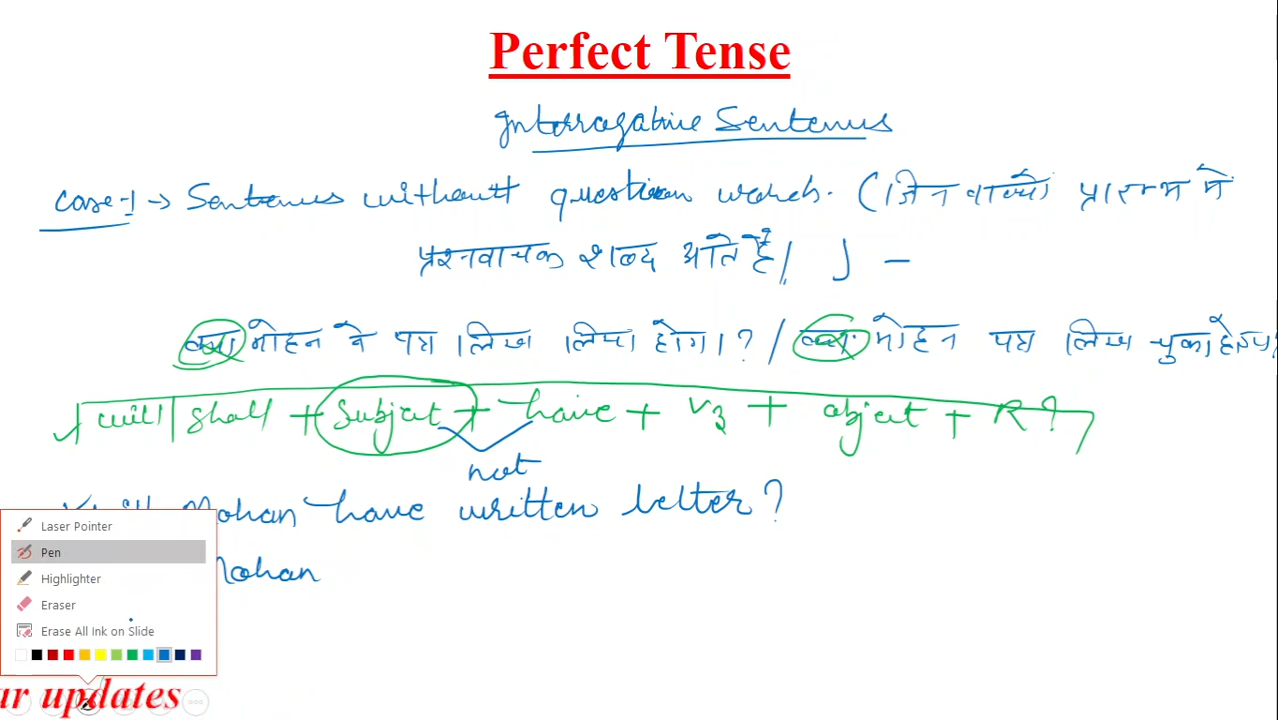 Perfect Tense
Interrogative Sentences
Case-1 → Sentences without question words. (जिन वाक्यों प्रारम्भ में
प्रश्नवाचक शब्द आते हैं। ) —
क्या मोहन ने पत्र लिख लिया होगा। ? / क्या मोहन पत्र लिख चुका होगा
will / shall + Subject + have + V3 + object + R ?
not
Mohan have written letter ?
Mohan
Laser Pointer
Pen
Highlighter
Eraser
Erase All Ink on Slide
ur updates